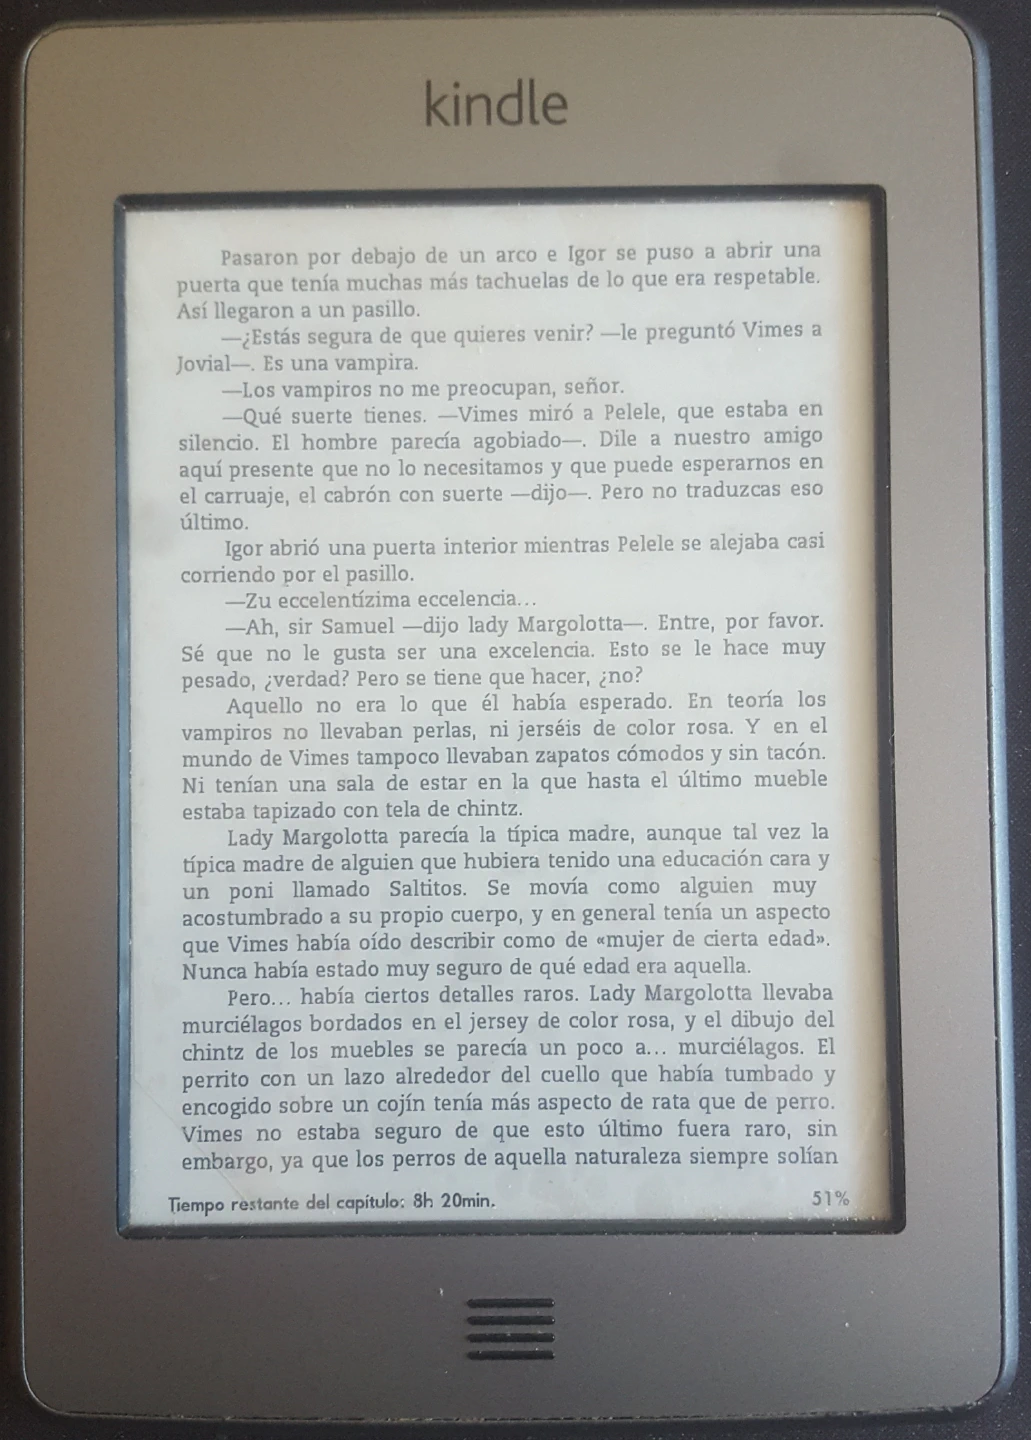 kindle
Pasaron por debajo de un arco e Igor se puso a abrir una
puerta que tenía muchas más tachuelas de lo que era respetable.
Así llegaron a un pasillo.
—¿Estás segura de que quieres venir? —le preguntó Vimes a
Jovial—. Es una vampira.
—Los vampiros no me preocupan, señor.
—Qué suerte tienes. —Vimes miró a Pelele, que estaba en
silencio. El hombre parecía agobiado—. Dile a nuestro amigo
aquí presente que no lo necesitamos y que puede esperarnos en
el carruaje, el cabrón con suerte —dijo—. Pero no traduzcas eso
último.
Igor abrió una puerta interior mientras Pelele se alejaba casi
corriendo por el pasillo.
—Zu eccelentízima eccelencia...
—Ah, sir Samuel —dijo lady Margolotta—. Entre, por favor.
Sé que no le gusta ser una excelencia. Esto se le hace muy
pesado, ¿verdad? Pero se tiene que hacer, ¿no?
Aquello no era lo que él había esperado. En teoría los
vampiros no llevaban perlas, ni jerséis de color rosa. Y en el
mundo de Vimes tampoco llevaban zapatos cómodos y sin tacón.
Ni tenían una sala de estar en la que hasta el último mueble
estaba tapizado con tela de chintz.
Lady Margolotta parecía la típica madre, aunque tal vez la
típica madre de alguien que hubiera tenido una educación cara y
un poni llamado Saltitos. Se movía como alguien muy
acostumbrado a su propio cuerpo, y en general tenía un aspecto
que Vimes había oído describir como de «mujer de cierta edad».
Nunca había estado muy seguro de qué edad era aquella.
Pero... había ciertos detalles raros. Lady Margolotta llevaba
murciélagos bordados en el jersey de color rosa, y el dibujo del
chintz de los muebles se parecía un poco a... murciélagos. El
perrito con un lazo alrededor del cuello que había tumbado y
encogido sobre un cojín tenía más aspecto de rata que de perro.
Vimes no estaba seguro de que esto último fuera raro, sin
embargo, ya que los perros de aquella naturaleza siempre solían
Tiempo restante del capítulo: 8h 20min. 51%